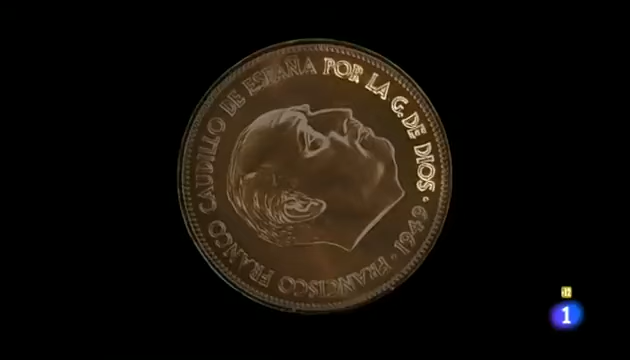 FRANCISCO FRANCO CAUDILLO DE ESPAÑA POR LA G. DE DIOS · 1949 ·
1